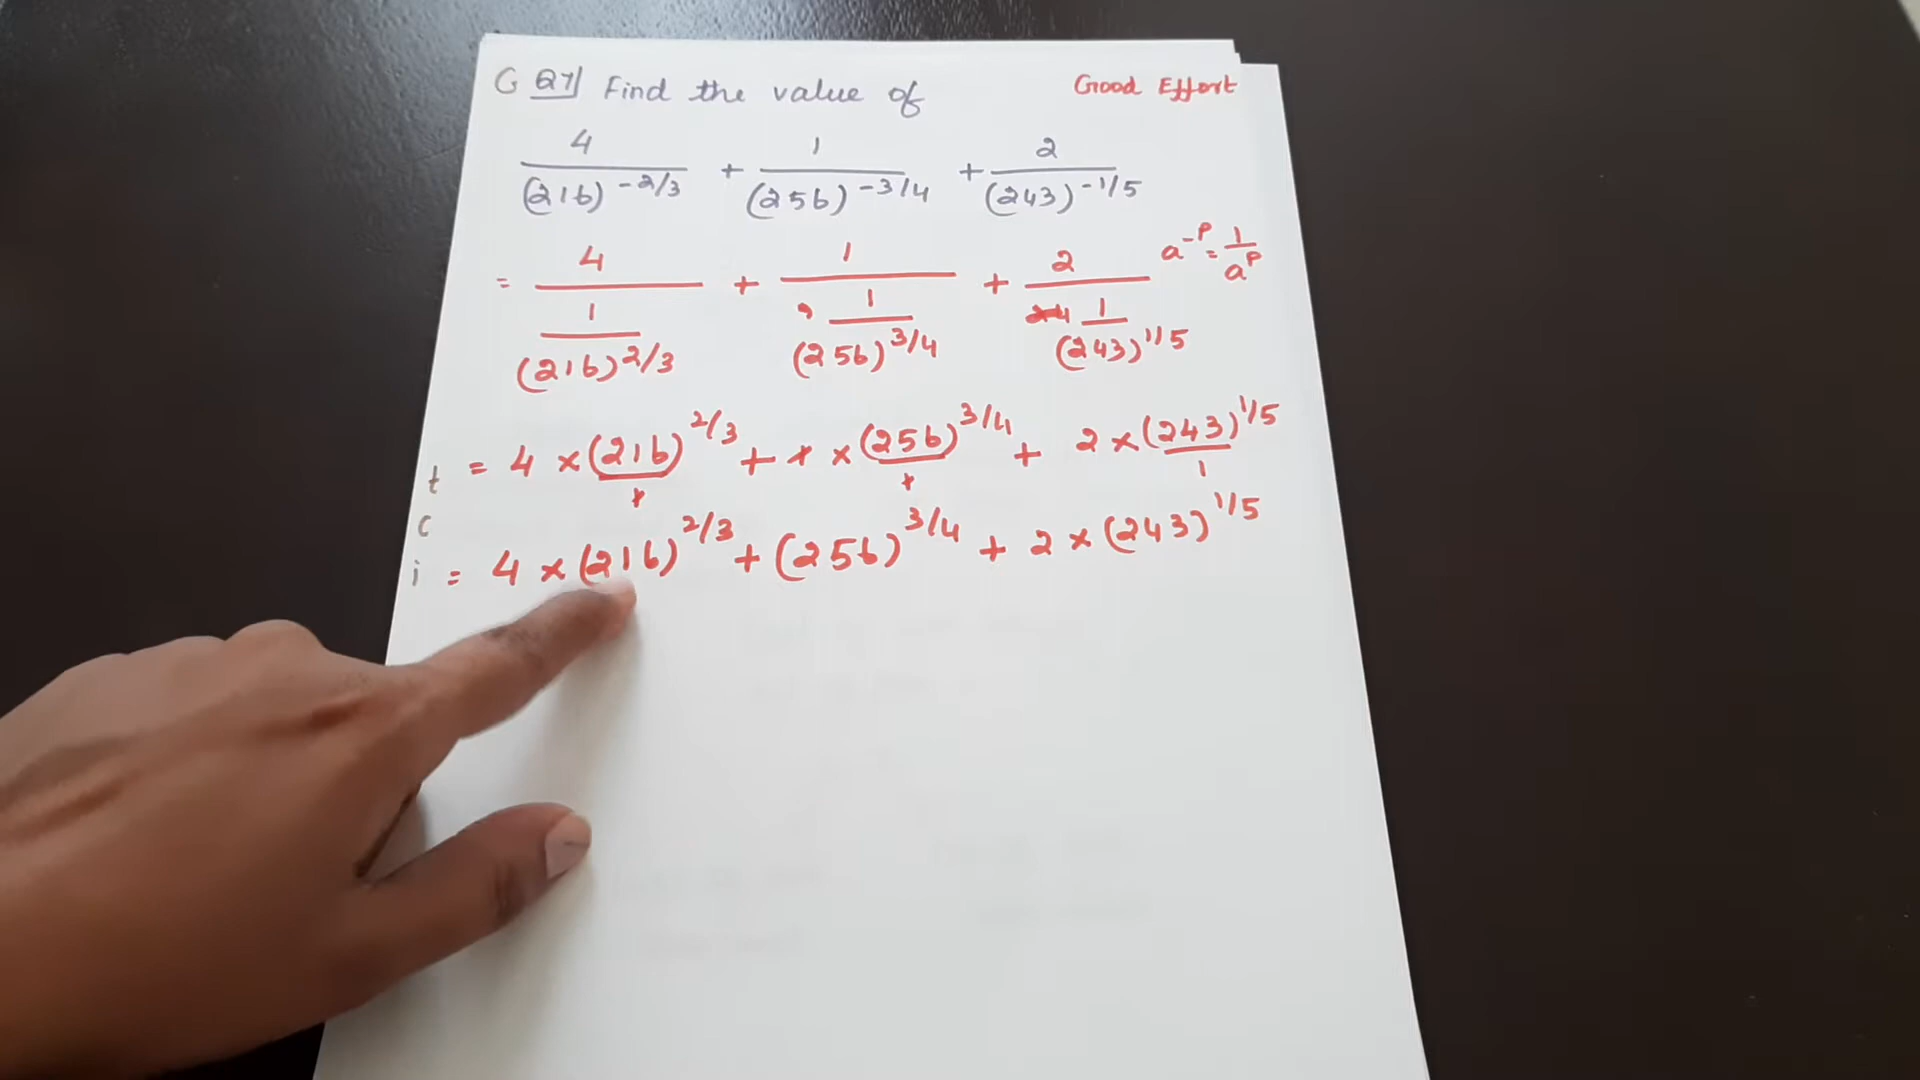 G Q7 Find the value of Good Effort
4/(216)^-2/3 + 1/(256)^-3/4 + 2/(243)^-1/5
= 4/(1/(216)^2/3) + 1/(1/(256)^3/4) + 2/(1/(243)^1/5) a^-p = 1/a^p
= 4 × (216)^2/3/1 + 1 × (256)^3/4/1 + 2 × (243)^1/5/1
= 4 × (216)^2/3 + (256)^3/4 + 2 × (243)^1/5
t
c
i